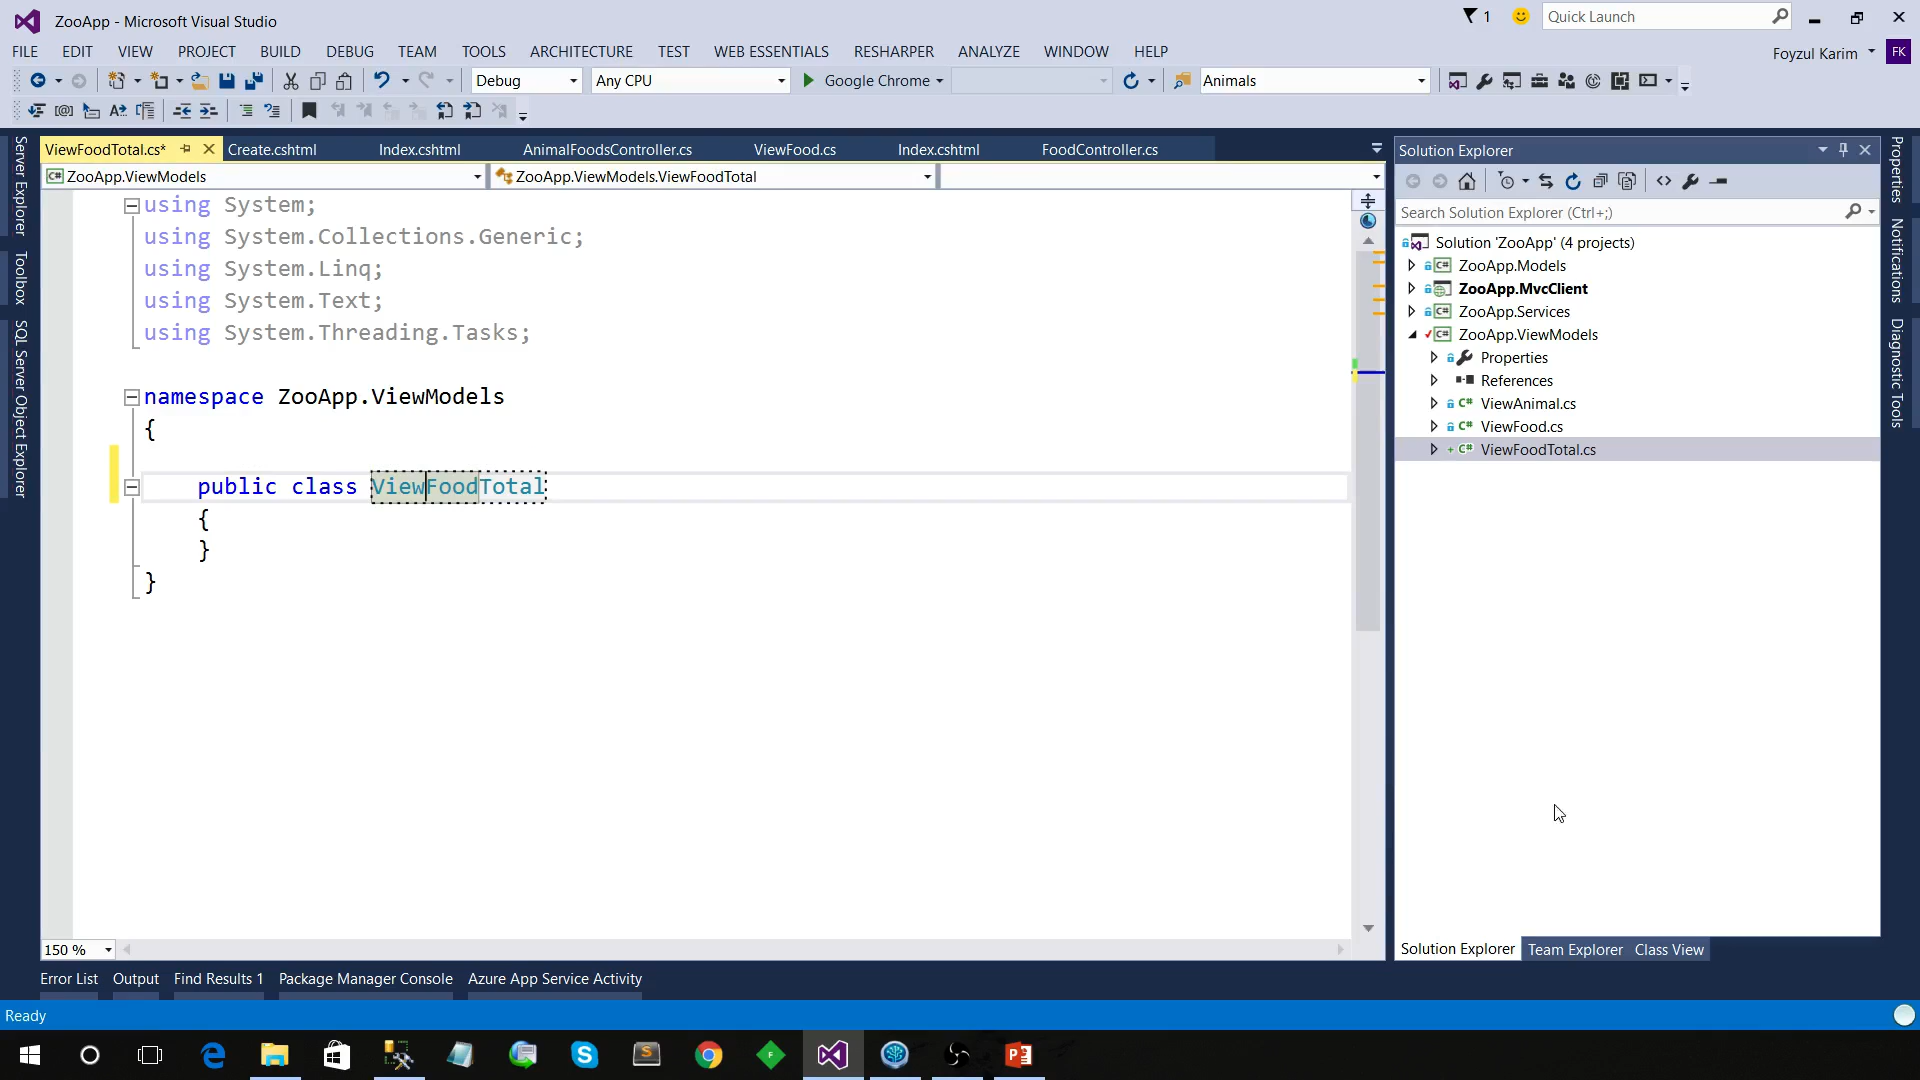 ZooApp - Microsoft Visual Studio
1
Quick Launch
FILE EDIT VIEW PROJECT BUILD DEBUG TEAM TOOLS ARCHITECTURE TEST WEB ESSENTIALS RESHARPER ANALYZE WINDOW HELP
Foyzul Karim FK
Debug Any CPU Google Chrome Animals
ViewFoodTotal.cs* Create.cshtml Index.cshtml AnimalFoodsController.cs ViewFood.cs Index.cshtml FoodController.cs
ZooApp.ViewModels ZooApp.ViewModels.ViewFoodTotal
using System;
using System.Collections.Generic;
using System.Linq;
using System.Text;
using System.Threading.Tasks;
namespace ZooApp.ViewModels
{
public class ViewFoodTotal
{
}
}
150 %
Server Explorer
Toolbox
SQL Server Object Explorer
Solution Explorer
Search Solution Explorer (Ctrl+;)
Solution 'ZooApp' (4 projects)
C# ZooApp.Models
ZooApp.MvcClient
C# ZooApp.Services
C# ZooApp.ViewModels
Properties
References
C# ViewAnimal.cs
C# ViewFood.cs
C# ViewFoodTotal.cs
Solution Explorer Team Explorer Class View
Properties
Notifications
Diagnostic Tools
Error List Output Find Results 1 Package Manager Console Azure App Service Activity
Ready